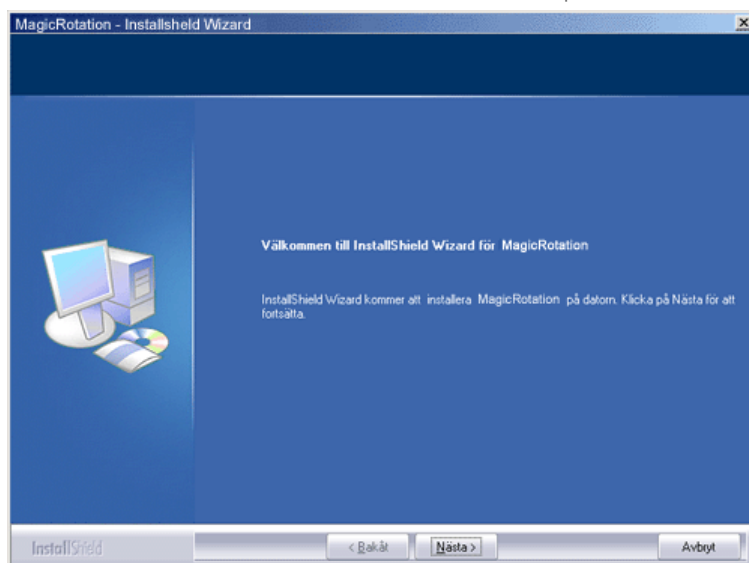 MagicRotation - Installsheld Wizard
Välkommen till InstallShield Wizard för MagicRotation
InstallShield Wizard kommer att installera MagicRotation på datorn. Klicka på Nästa för att
fortsätta.
InstallShield
< Bakåt
Nästa >
Avbryt